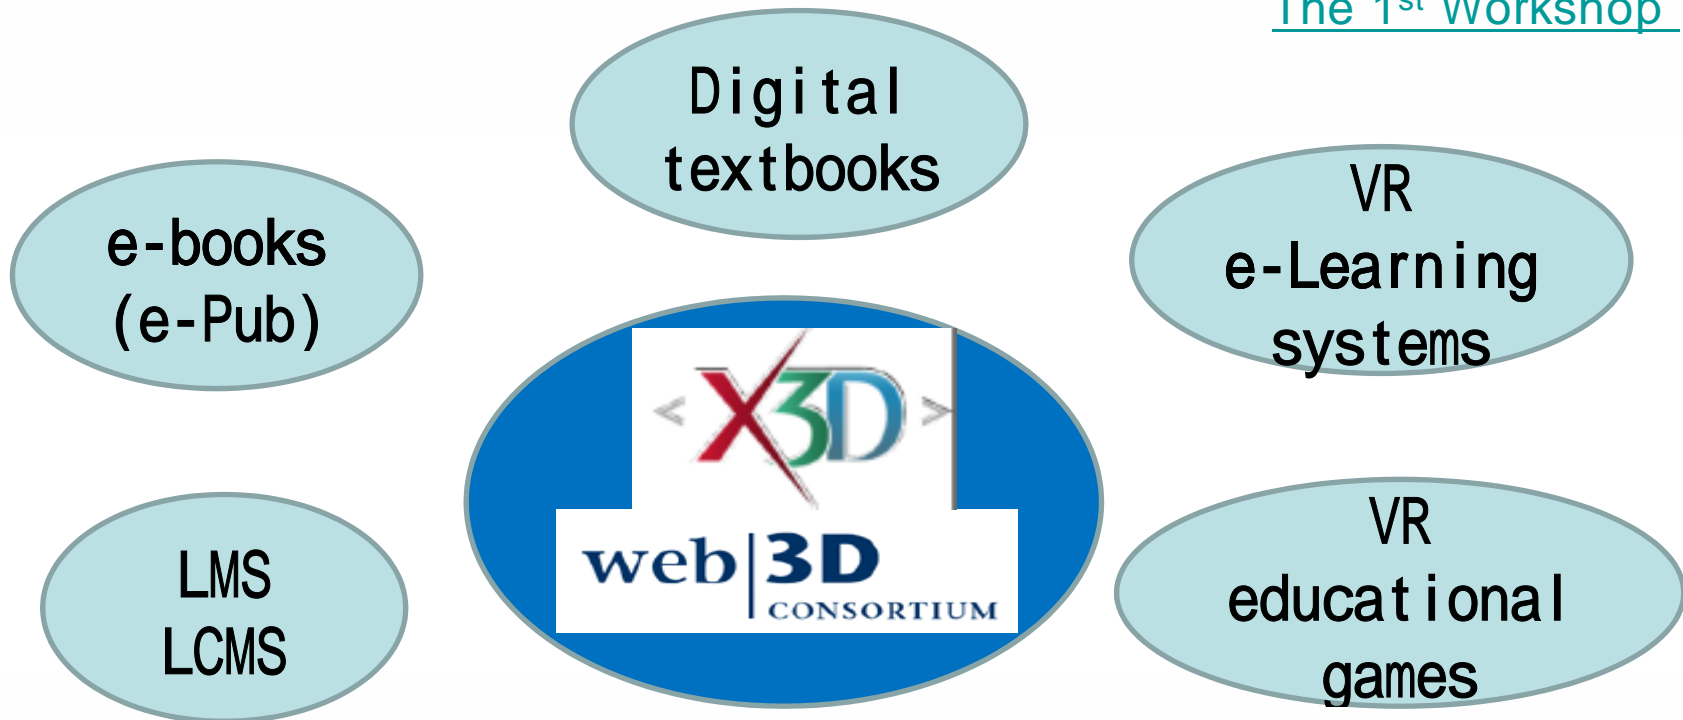 The 1st Workshop
Digital
textbooks
e-books
(e-Pub)
VR
e-Learning
systems
<X3D>
web|3D
CONSORTIUM
LMS
LCMS
VR
educational
games